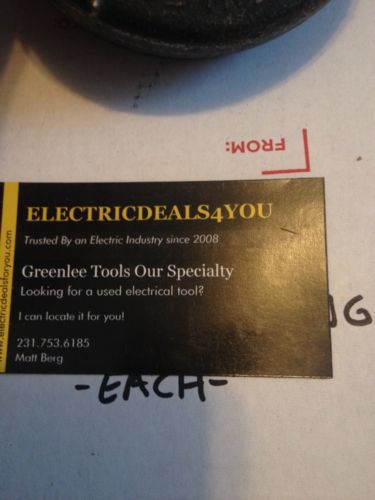 FROM:
ELECTRICDEALS4YOU
Trusted By an Electric Industry since 2008
Greenlee Tools Our Specialty
Looking for a used electrical tool?
I can locate it for you!
231.753.6185
Matt Berg
www.electricdealsforyou.com
-EACH-